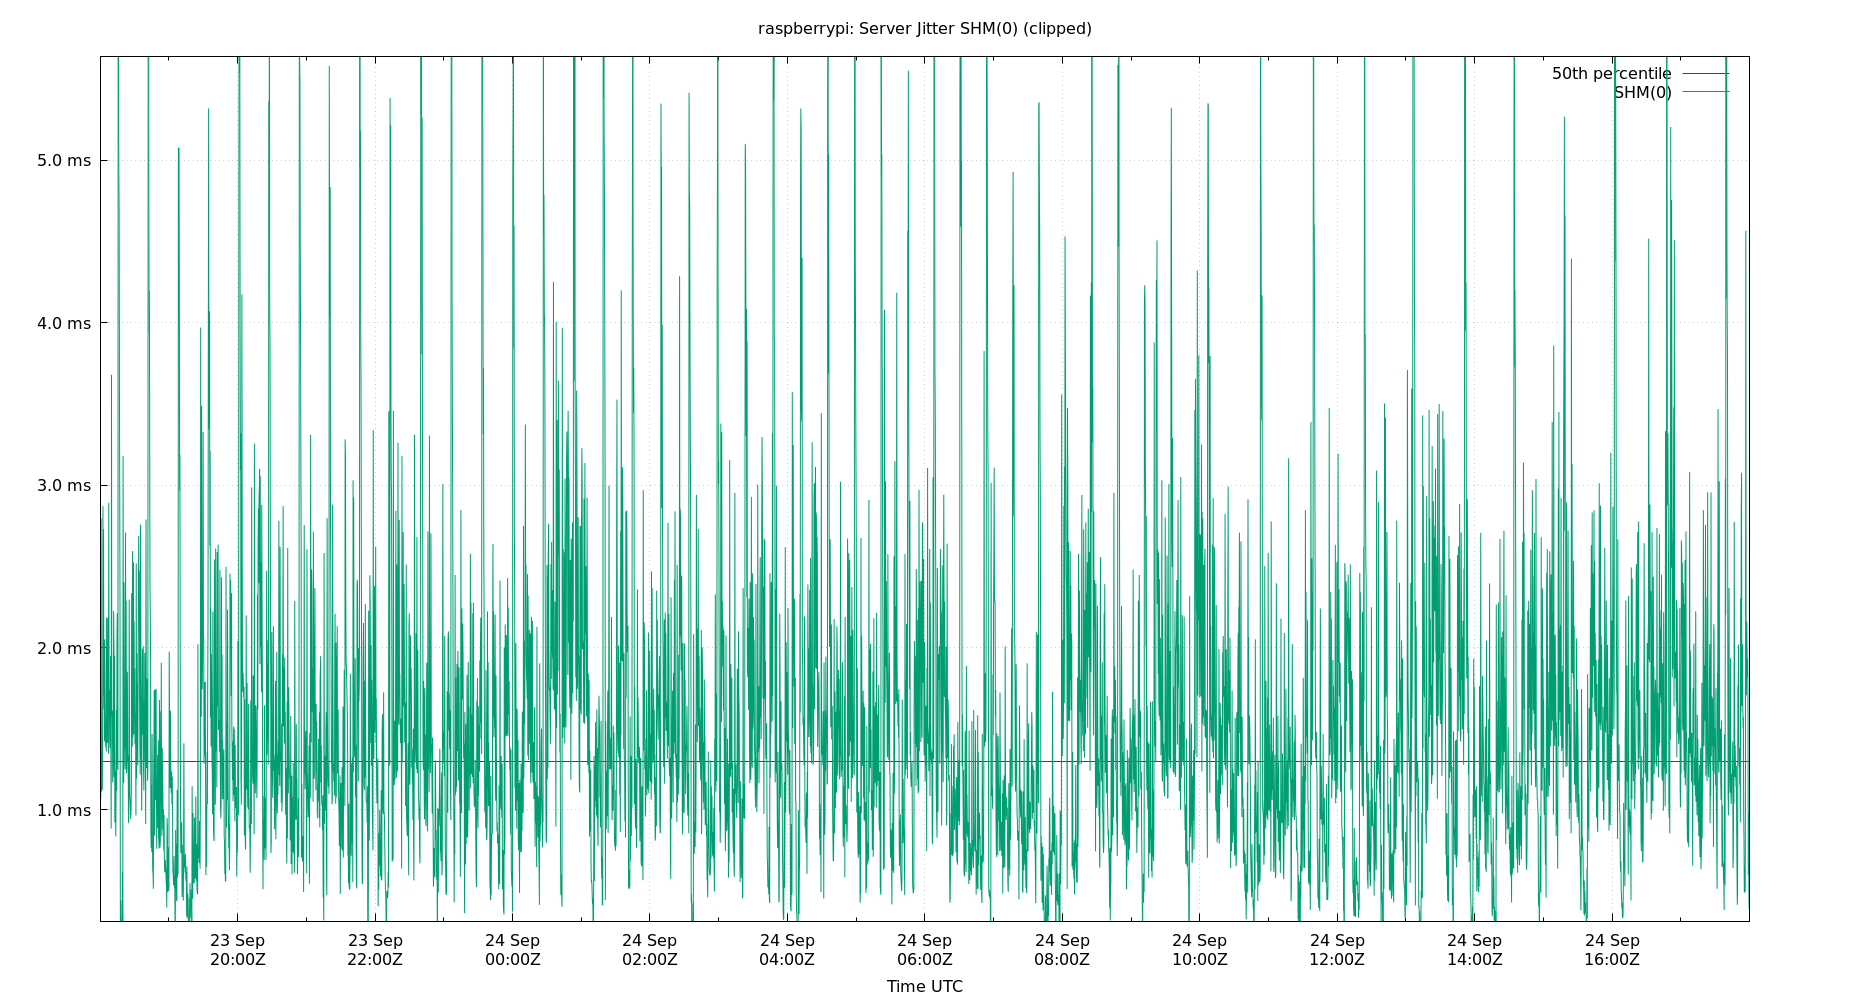 raspberrypi: Server Jitter SHM(0) (clipped)
50th percentile
SHM(0)
5.0 ms
4.0 ms
3.0 ms
2.0 ms
1.0 ms
23 Sep 23 Sep 24 Sep 24 Sep 24 Sep 24 Sep 24 Sep 24 Sep 24 Sep 24 Sep 24 Sep
20:00Z 22:00Z 00:00Z 02:00Z 04:00Z 06:00Z 08:00Z 10:00Z 12:00Z 14:00Z 16:00Z
Time UTC